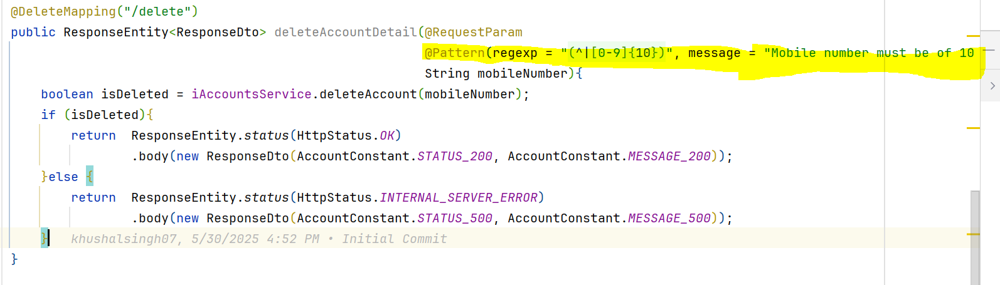 @DeleteMapping("/delete")
public ResponseEntity<ResponseDto> deleteAccountDetail(@RequestParam
@Pattern(regexp = "(^|[0-9]{10})", message = "Mobile number must be of 10
String mobileNumber){
boolean isDeleted = iAccountsService.deleteAccount(mobileNumber);
if (isDeleted){
return  ResponseEntity.status(HttpStatus.OK)
.body(new ResponseDto(AccountConstant.STATUS_200, AccountConstant.MESSAGE_200));
}else {
return  ResponseEntity.status(HttpStatus.INTERNAL_SERVER_ERROR)
.body(new ResponseDto(AccountConstant.STATUS_500, AccountConstant.MESSAGE_500));
} khushalsingh07, 5/30/2025 4:52 PM • Initial Commit
}